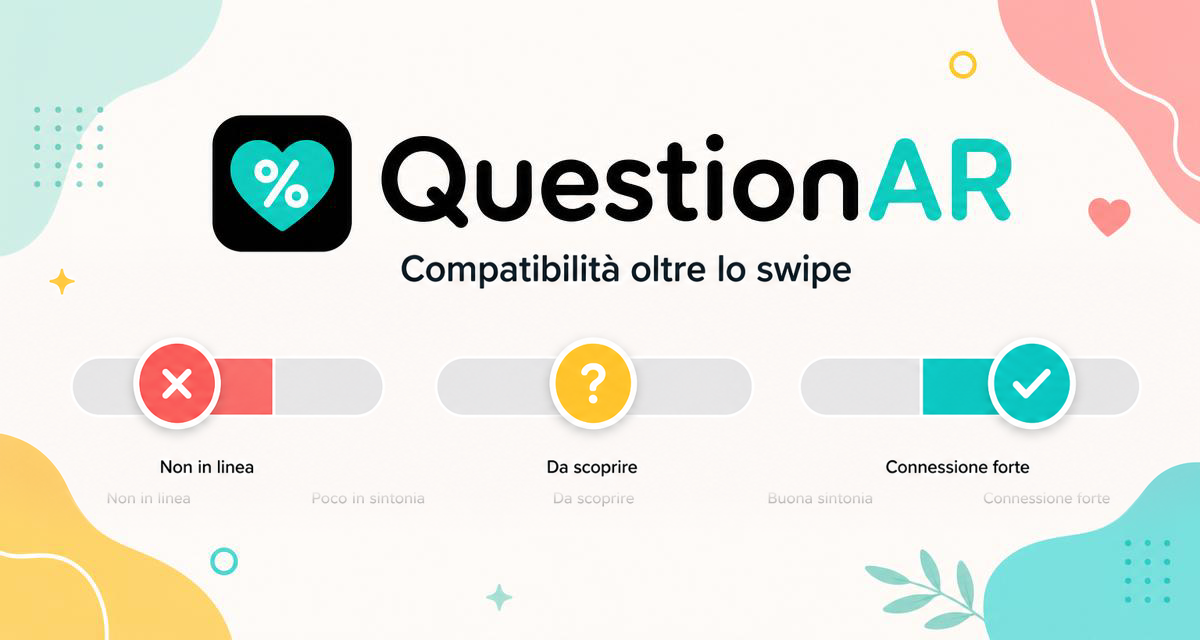 %
QuestionAR
Compatibilità oltre lo swipe
?
Non in linea
Da scoprire
Connessione forte
Non in linea
Poco in sintonia
Da scoprire
Buona sintonia
Connessione forte